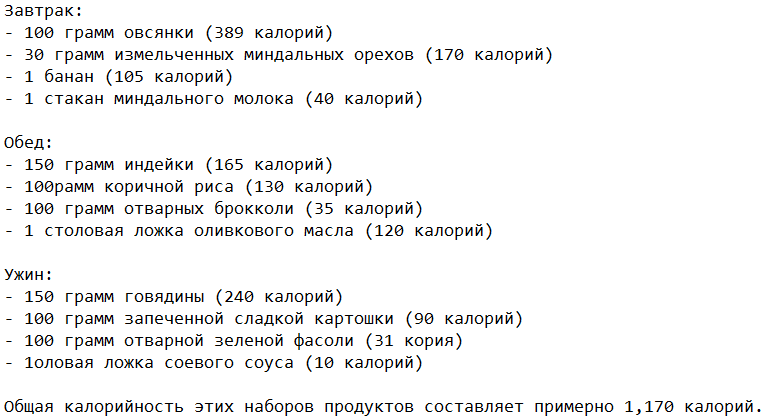 Завтрак:
- 100 грамм овсянки (389 калорий)
- 30 грамм измельченных миндальных орехов (170 калорий)
- 1 банан (105 калорий)
- 1 стакан миндального молока (40 калорий)
Обед:
- 150 грамм индейки (165 калорий)
- 100рамм коричной риса (130 калорий)
- 100 грамм отварных брокколи (35 калорий)
- 1 столовая ложка оливкового масла (120 калорий)
Ужин:
- 150 грамм говядины (240 калорий)
- 100 грамм запеченной сладкой картошки (90 калорий)
- 100 грамм отварной зеленой фасоли (31 кория)
- 1оловая ложка соевого соуса (10 калорий)
Общая калорийность этих наборов продуктов составляет примерно 1,170 калорий.